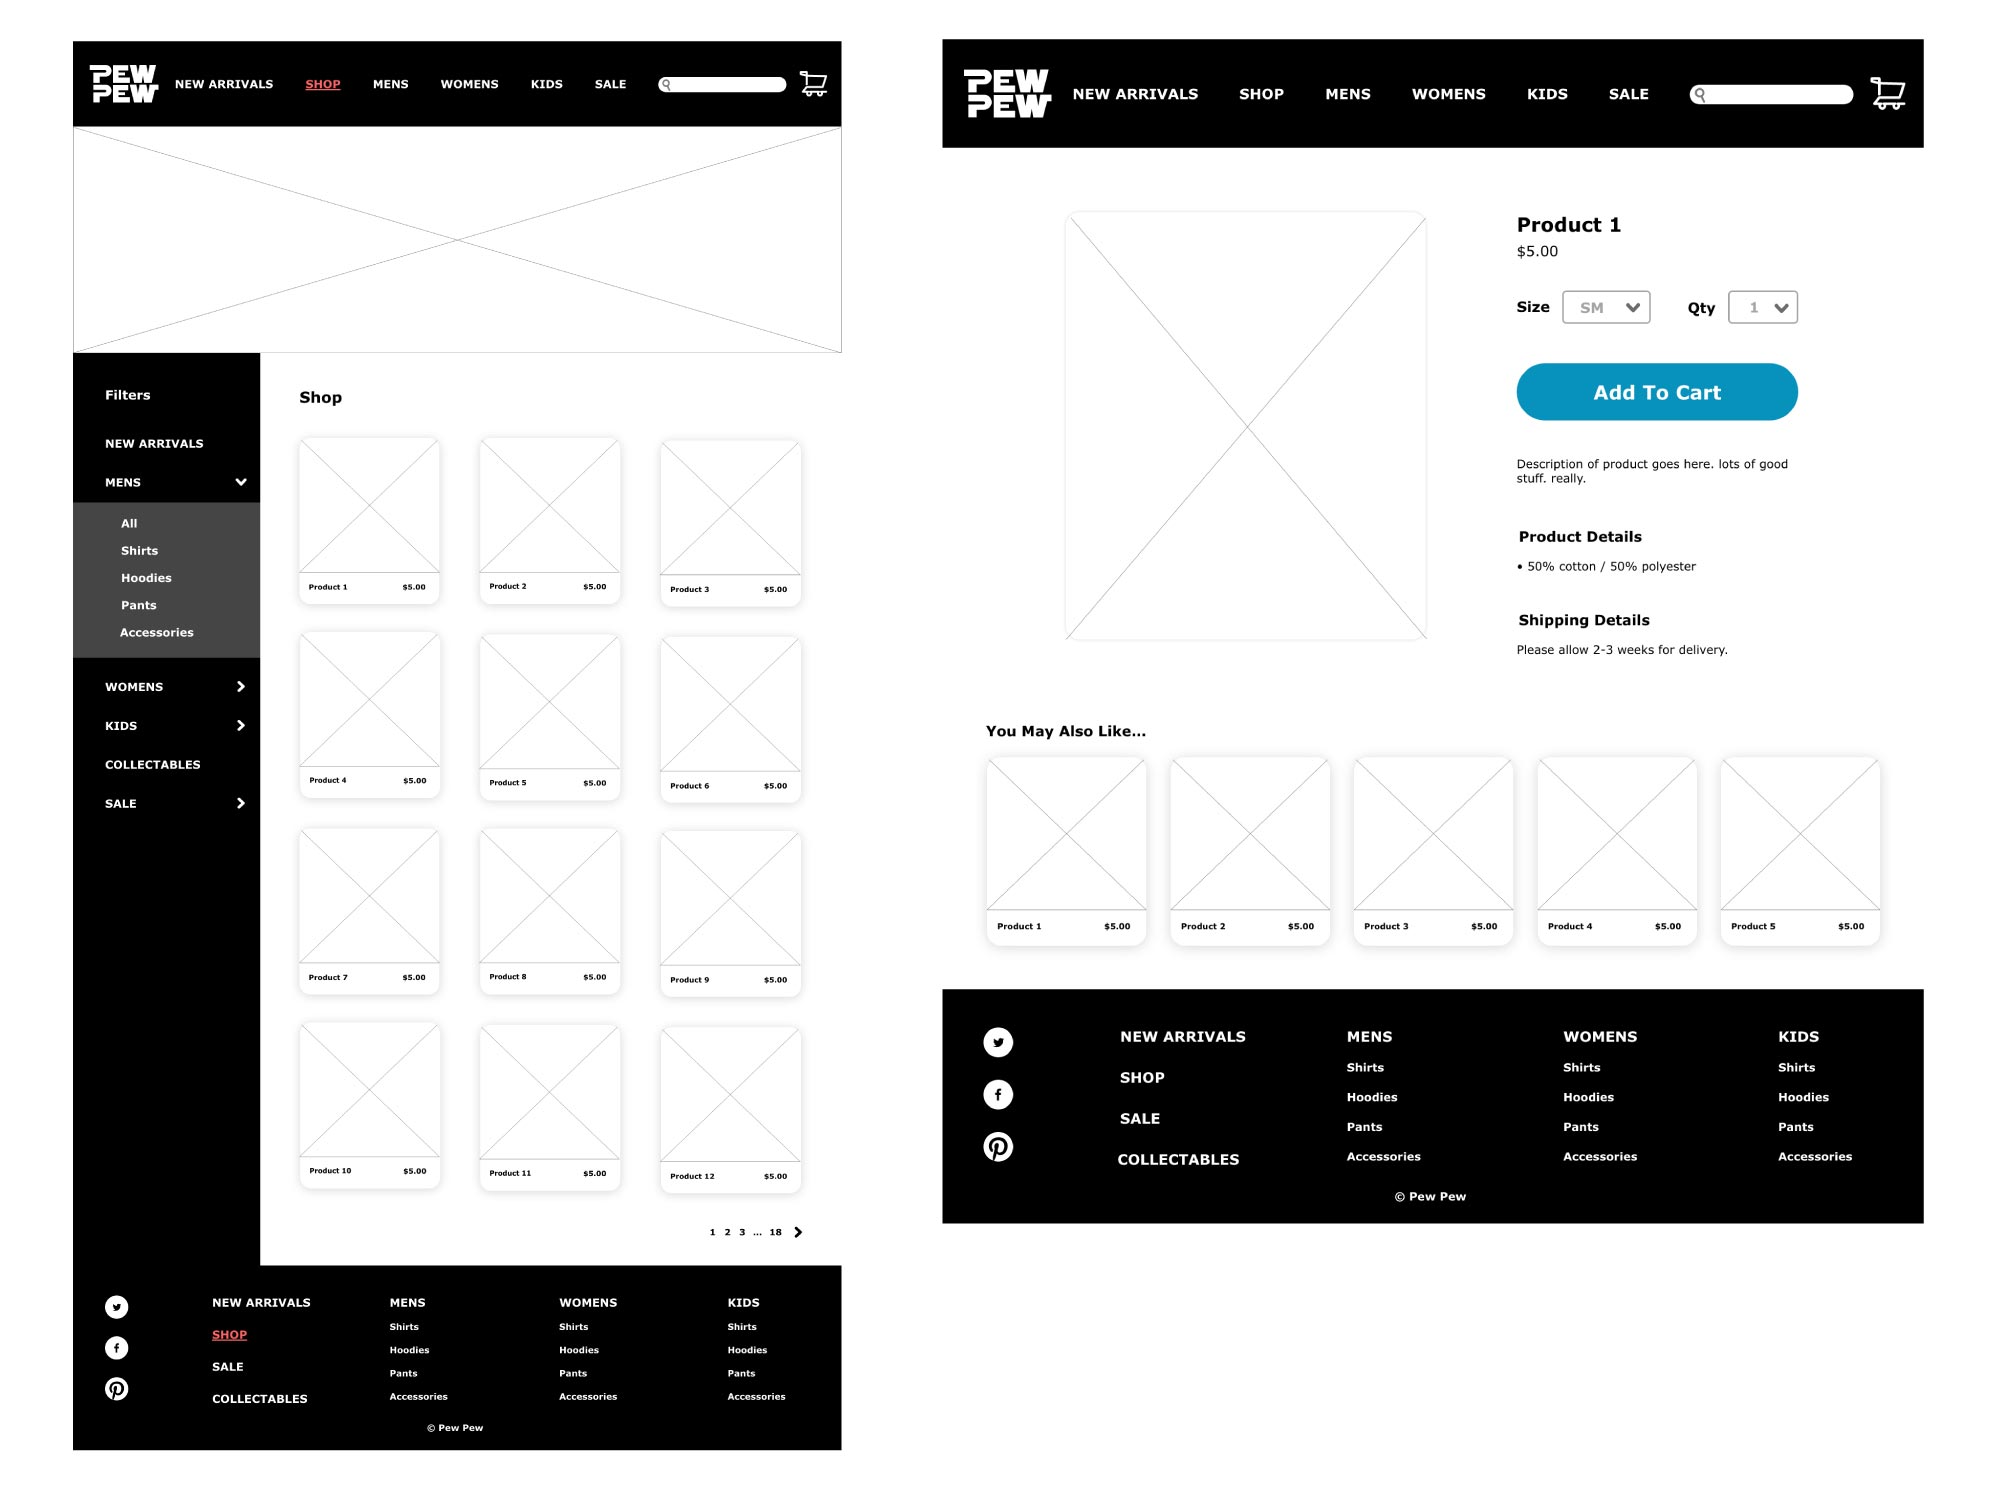 PEW
PEW
NEW ARRIVALS SHOP MENS WOMENS KIDS SALE
Filters
NEW ARRIVALS
MENS
All
Shirts
Hoodies
Pants
Accessories
WOMENS
KIDS
COLLECTABLES
SALE
Shop
Product 1 $5.00 Product 2 $5.00 Product 3 $5.00
Product 4 $5.00 Product 5 $5.00 Product 6 $5.00
Product 7 $5.00 Product 8 $5.00 Product 9 $5.00
Product 10 $5.00 Product 11 $5.00 Product 12 $5.00
1 2 3 ... 18
NEW ARRIVALS
SHOP
SALE
COLLECTABLES
MENS
Shirts
Hoodies
Pants
Accessories
WOMENS
Shirts
Hoodies
Pants
Accessories
KIDS
Shirts
Hoodies
Pants
Accessories
© Pew Pew
PEW
PEW
NEW ARRIVALS SHOP MENS WOMENS KIDS SALE
Product 1
$5.00
Size SM Qty 1
Add To Cart
Description of product goes here. lots of good
stuff. really.
Product Details
• 50% cotton / 50% polyester
Shipping Details
Please allow 2-3 weeks for delivery.
You May Also Like...
Product 1 $5.00 Product 2 $5.00 Product 3 $5.00 Product 4 $5.00 Product 5 $5.00
NEW ARRIVALS
SHOP
SALE
COLLECTABLES
MENS
Shirts
Hoodies
Pants
Accessories
WOMENS
Shirts
Hoodies
Pants
Accessories
KIDS
Shirts
Hoodies
Pants
Accessories
© Pew Pew